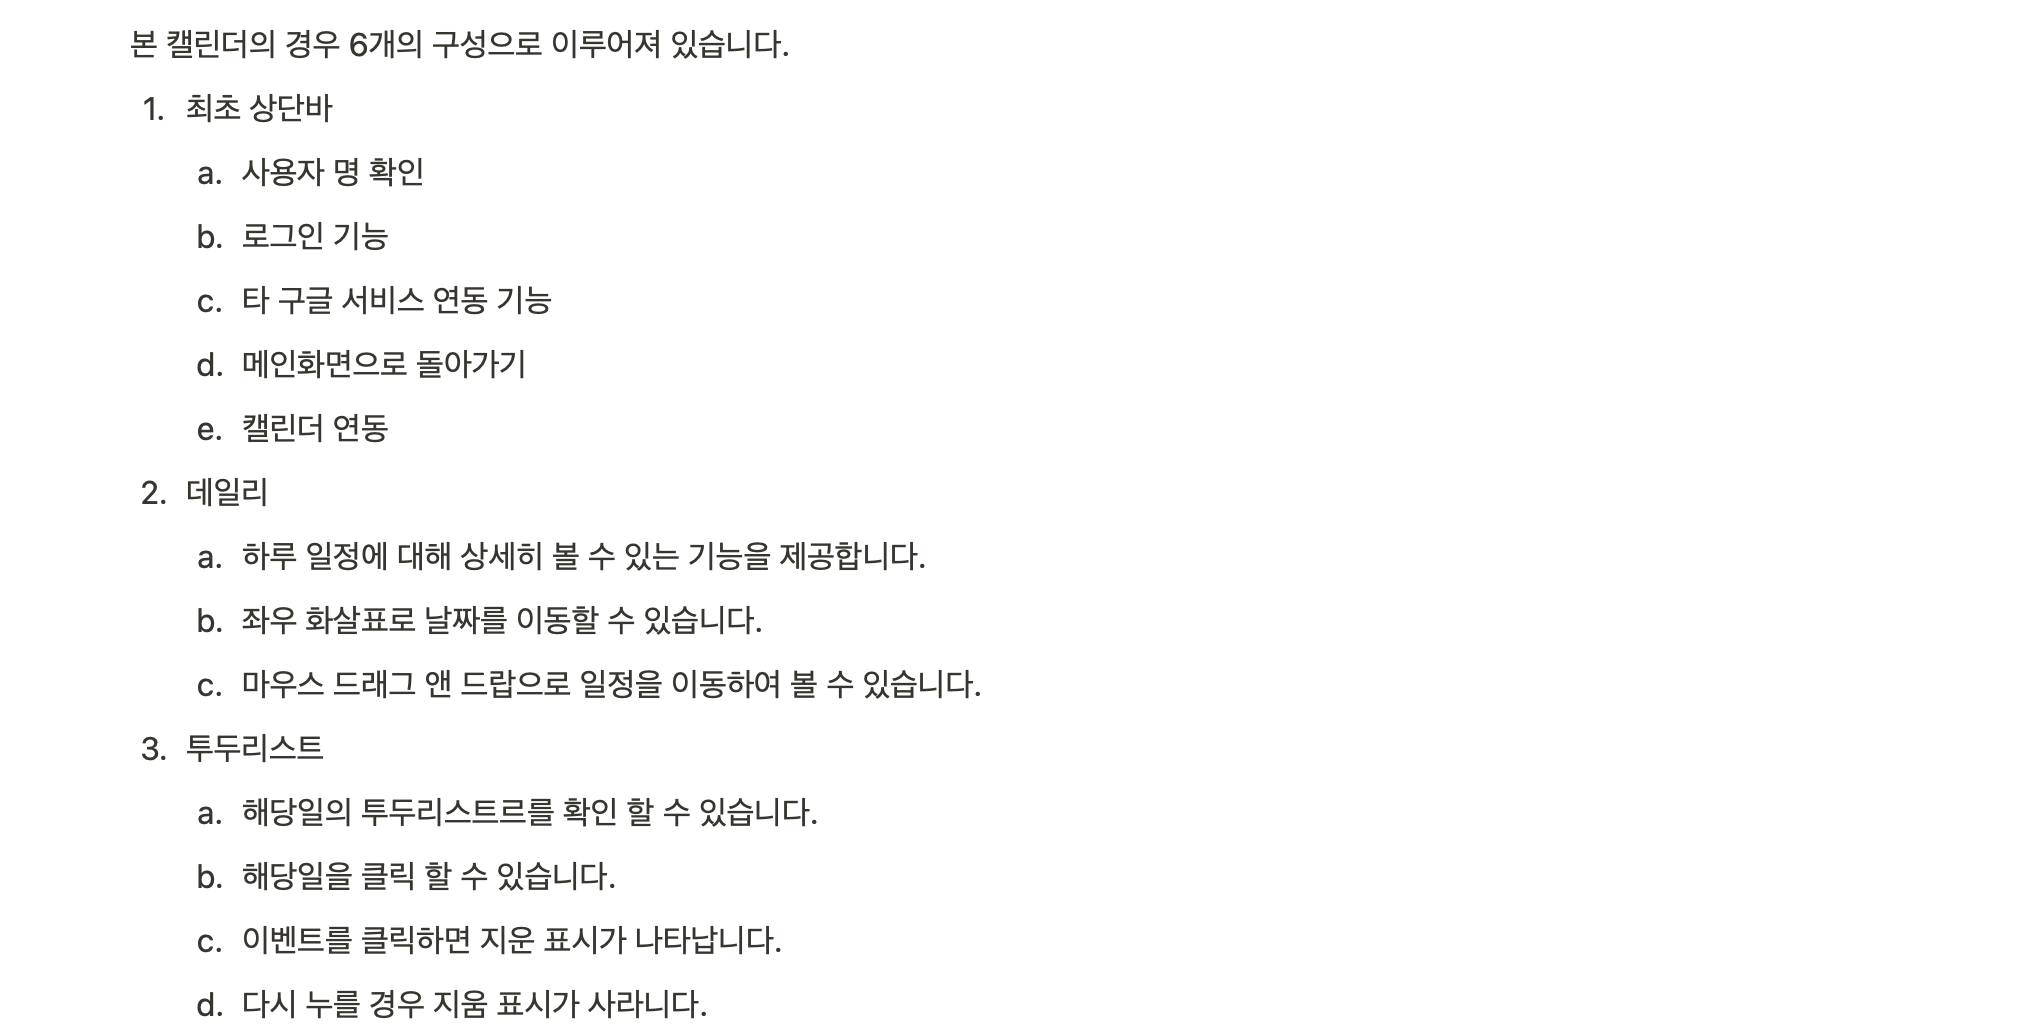 본 캘린더의 경우 6개의 구성으로 이루어져 있습니다.
1. 최초 상단바
a. 사용자 명 확인
b. 로그인 기능
c. 타 구글 서비스 연동 기능
d. 메인화면으로 돌아가기
e. 캘린더 연동
2. 데일리
a. 하루 일정에 대해 상세히 볼 수 있는 기능을 제공합니다.
b. 좌우 화살표로 날짜를 이동할 수 있습니다.
c. 마우스 드래그 앤 드랍으로 일정을 이동하여 볼 수 있습니다.
3. 투두리스트
a. 해당일의 투두리스트르를 확인 할 수 있습니다.
b. 해당일을 클릭 할 수 있습니다.
c. 이벤트를 클릭하면 지운 표시가 나타납니다.
d. 다시 누를 경우 지움 표시가 사라니다.